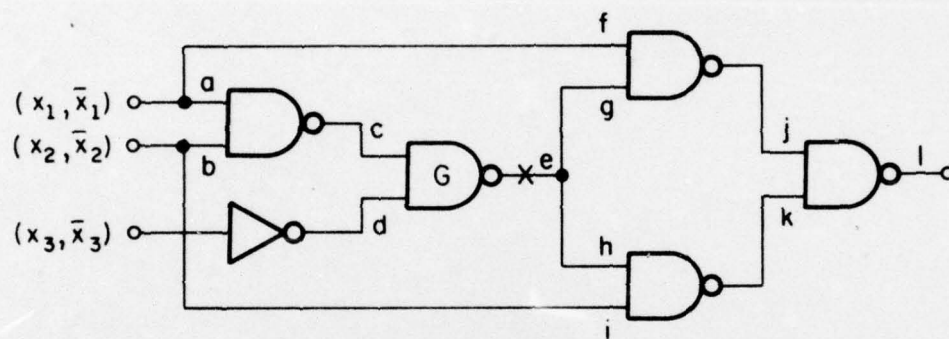 f
(x₁, x̄₁) a
g
(x₂, x̄₂) b
c
G e
j
l
k
(x₃, x̄₃)
d
h
i